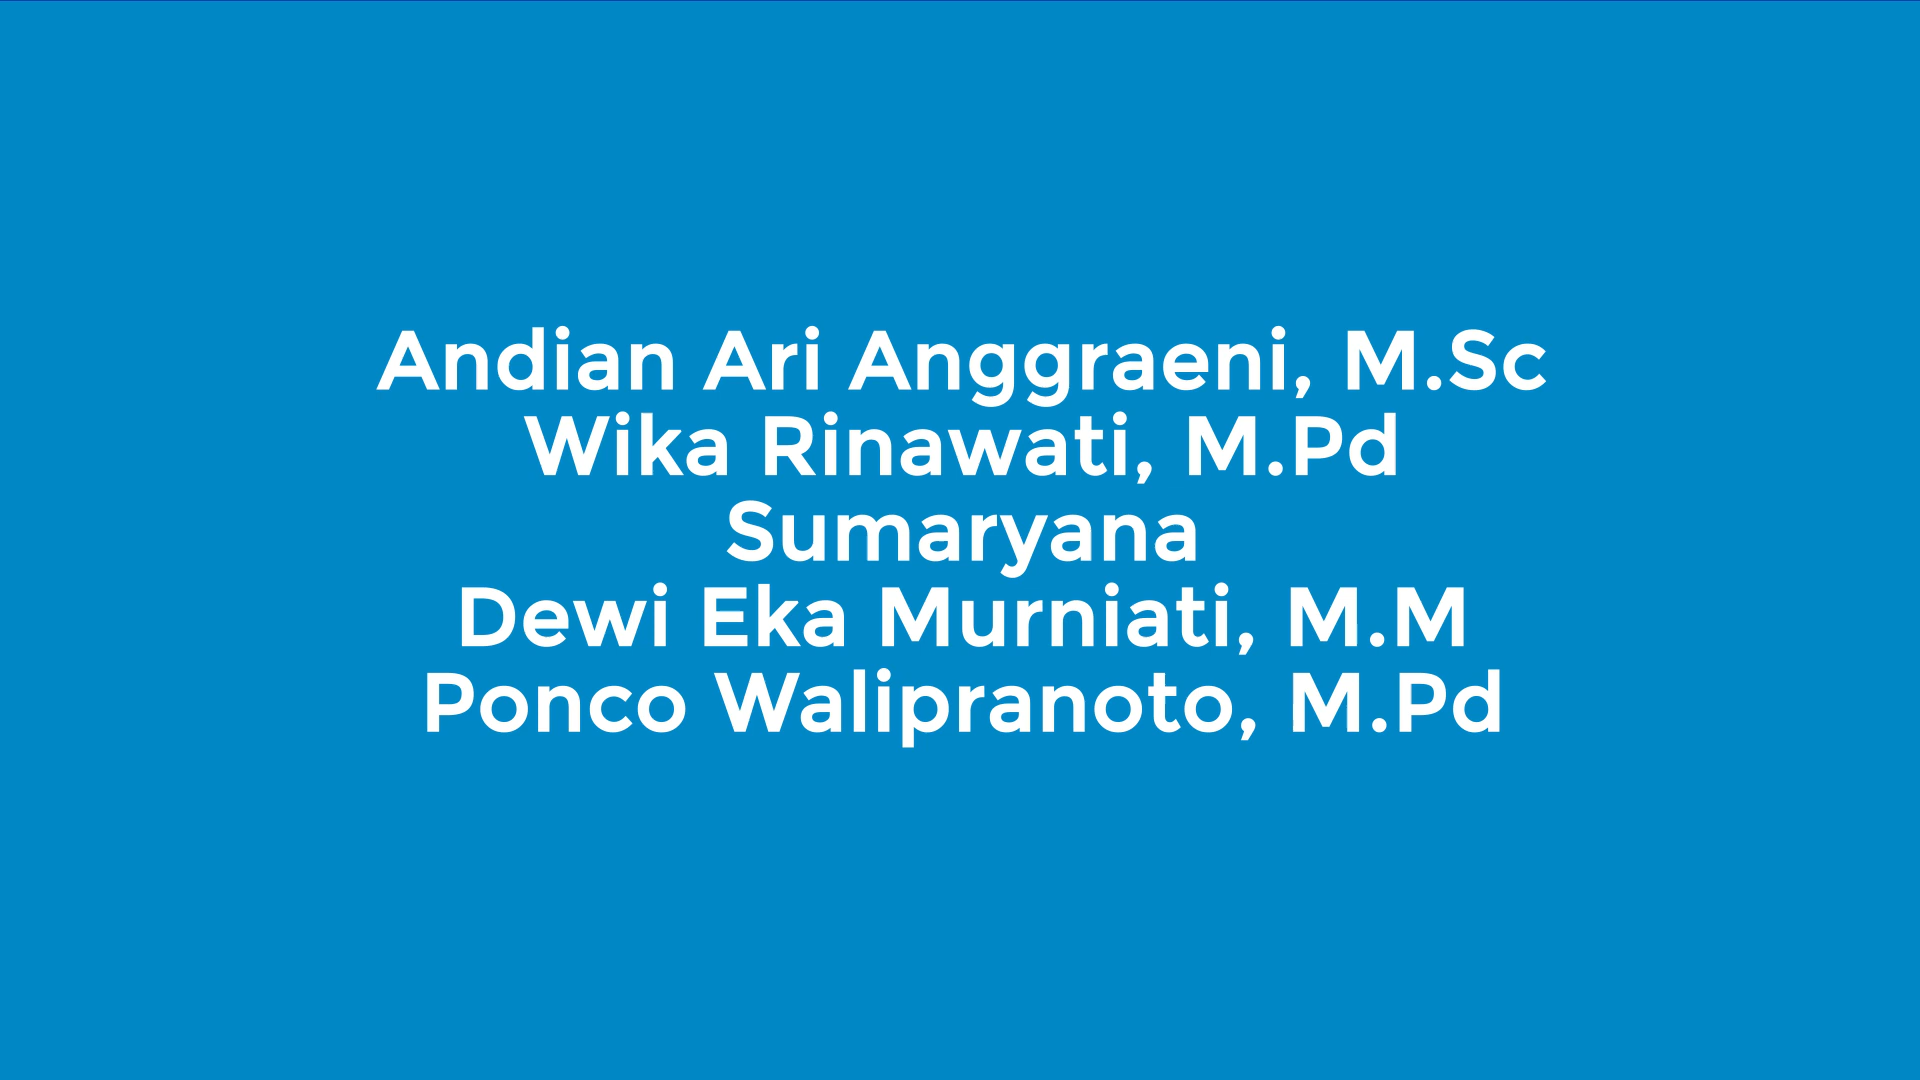 Andian Ari Anggraeni, M.Sc
Wika Rinawati, M.Pd
Sumaryana
Dewi Eka Murniati, M.M
Ponco Walipranoto, M.Pd